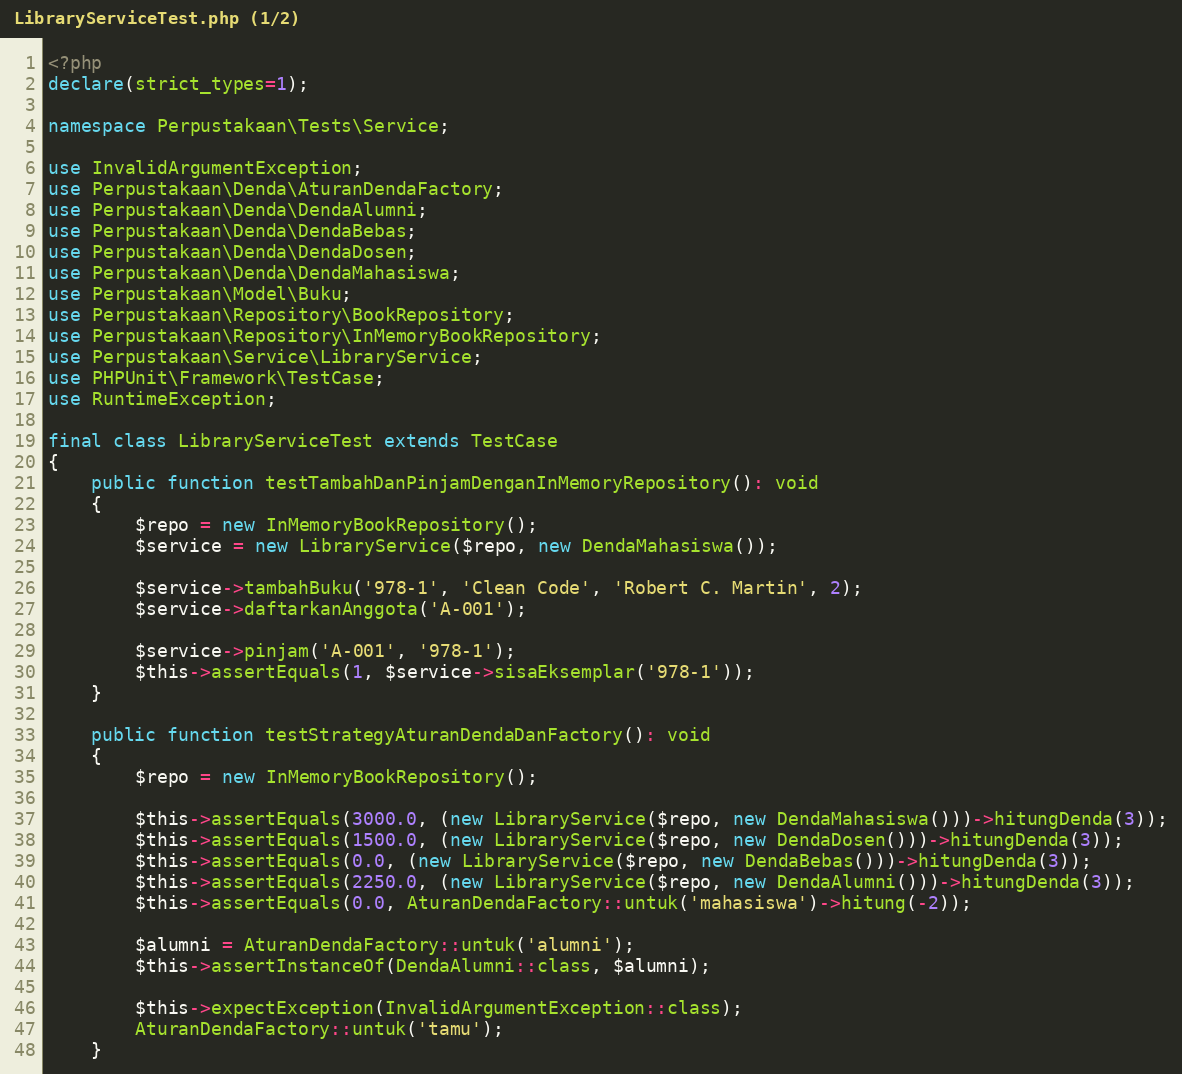 LibraryServiceTest.php (1/2)
1 <?php
2 declare(strict_types=1);
3
4 namespace Perpustakaan\Tests\Service;
5
6 use InvalidArgumentException;
7 use Perpustakaan\Denda\AturanDendaFactory;
8 use Perpustakaan\Denda\DendaAlumni;
9 use Perpustakaan\Denda\DendaBebas;
10 use Perpustakaan\Denda\DendaDosen;
11 use Perpustakaan\Denda\DendaMahasiswa;
12 use Perpustakaan\Model\Buku;
13 use Perpustakaan\Repository\BookRepository;
14 use Perpustakaan\Repository\InMemoryBookRepository;
15 use Perpustakaan\Service\LibraryService;
16 use PHPUnit\Framework\TestCase;
17 use RuntimeException;
18
19 final class LibraryServiceTest extends TestCase
20 {
21     public function testTambahDanPinjamDenganInMemoryRepository(): void
22     {
23         $repo = new InMemoryBookRepository();
24         $service = new LibraryService($repo, new DendaMahasiswa());
25
26         $service->tambahBuku('978-1', 'Clean Code', 'Robert C. Martin', 2);
27         $service->daftarkanAnggota('A-001');
28
29         $service->pinjam('A-001', '978-1');
30         $this->assertEquals(1, $service->sisaEksemplar('978-1'));
31     }
32
33     public function testStrategyAturanDendaDanFactory(): void
34     {
35         $repo = new InMemoryBookRepository();
36
37         $this->assertEquals(3000.0, (new LibraryService($repo, new DendaMahasiswa()))->hitungDenda(3));
38         $this->assertEquals(1500.0, (new LibraryService($repo, new DendaDosen()))->hitungDenda(3));
39         $this->assertEquals(0.0, (new LibraryService($repo, new DendaBebas()))->hitungDenda(3));
40         $this->assertEquals(2250.0, (new LibraryService($repo, new DendaAlumni()))->hitungDenda(3));
41         $this->assertEquals(0.0, AturanDendaFactory::untuk('mahasiswa')->hitung(-2));
42
43         $alumni = AturanDendaFactory::untuk('alumni');
44         $this->assertInstanceOf(DendaAlumni::class, $alumni);
45
46         $this->expectException(InvalidArgumentException::class);
47         AturanDendaFactory::untuk('tamu');
48     }